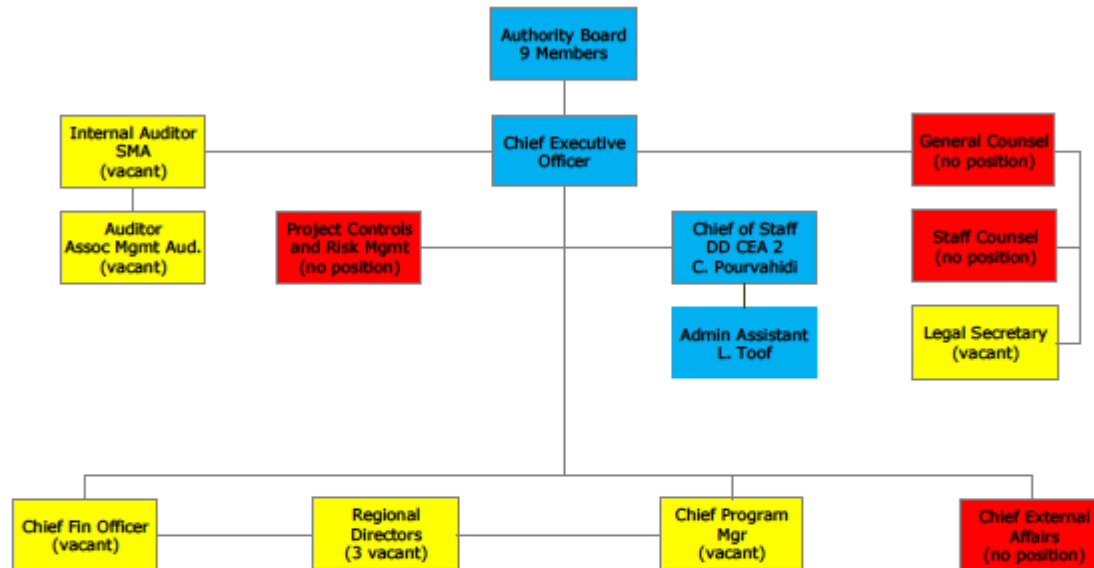 Authority Board
9 Members
Internal Auditor
SMA
(vacant)
Chief Executive
Officer
General Counsel
(no position)
Auditor
Assoc Mgmt Aud.
(vacant)
Project Controls
and Risk Mgmt
(no position)
Chief of Staff
DD CEA 2
C. Pourvahidi
Staff Counsel
(no position)
Admin Assistant
L. Toof
Legal Secretary
(vacant)
Chief Fin Officer
(vacant)
Regional
Directors
(3 vacant)
Chief Program
Mgr
(vacant)
Chief External
Affairs
(no position)